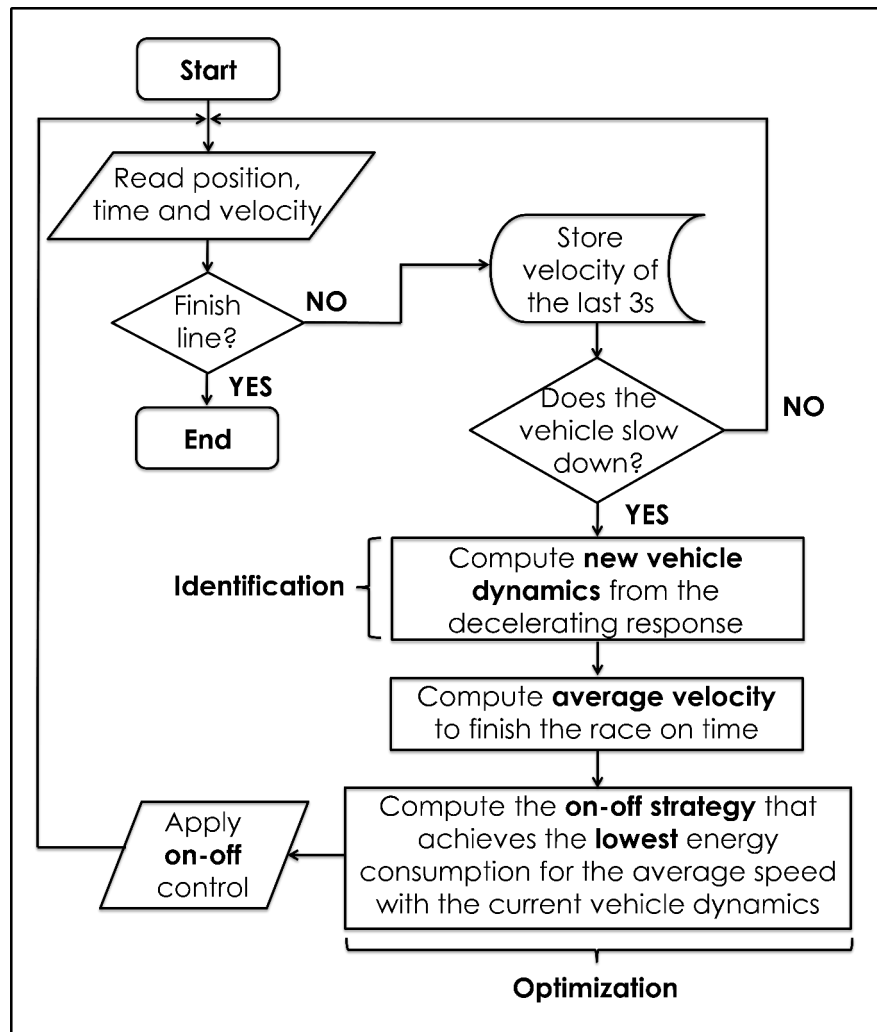 Start
Read position,
time and velocity
Finish
line?
NO
YES
End
Store
velocity of
the last 3s
Does the
vehicle slow
down?
NO
YES
Identification
Compute new vehicle
dynamics from the
decelerating response
Compute average velocity
to finish the race on time
Compute the on-off strategy that
achieves the lowest energy
consumption for the average speed
with the current vehicle dynamics
Optimization
Apply
on-off
control